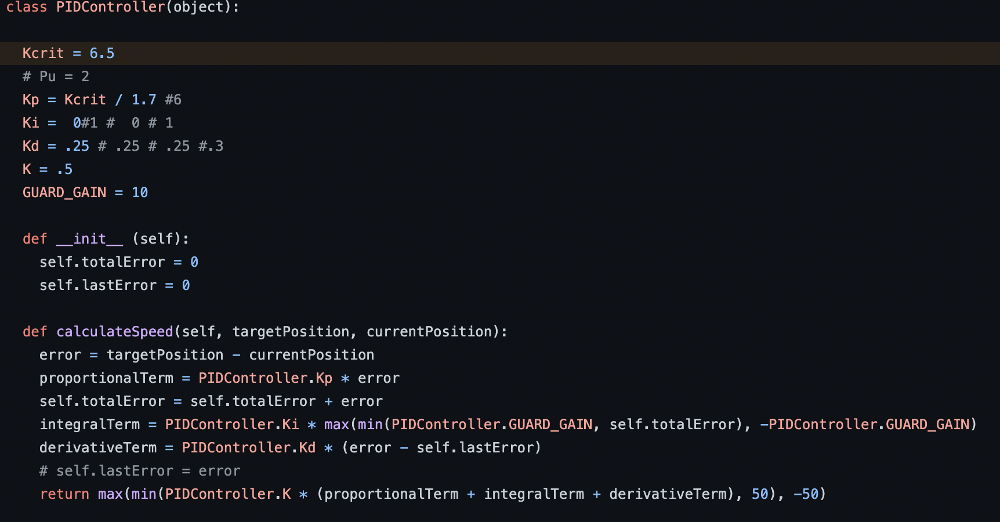 class PIDController(object):
Kcrit = 6.5
# Pu = 2
Kp = Kcrit / 1.7 #6
Ki =  0#1 #  0 # 1
Kd = .25 # .25 # .25 #.3
K = .5
GUARD_GAIN = 10
def __init__ (self):
self.totalError = 0
self.lastError = 0
def calculateSpeed(self, targetPosition, currentPosition):
error = targetPosition - currentPosition
proportionalTerm = PIDController.Kp * error
self.totalError = self.totalError + error
integralTerm = PIDController.Ki * max(min(PIDController.GUARD_GAIN, self.totalError), -PIDController.GUARD_GAIN)
derivativeTerm = PIDController.Kd * (error - self.lastError)
# self.lastError = error
return max(min(PIDController.K * (proportionalTerm + integralTerm + derivativeTerm), 50), -50)